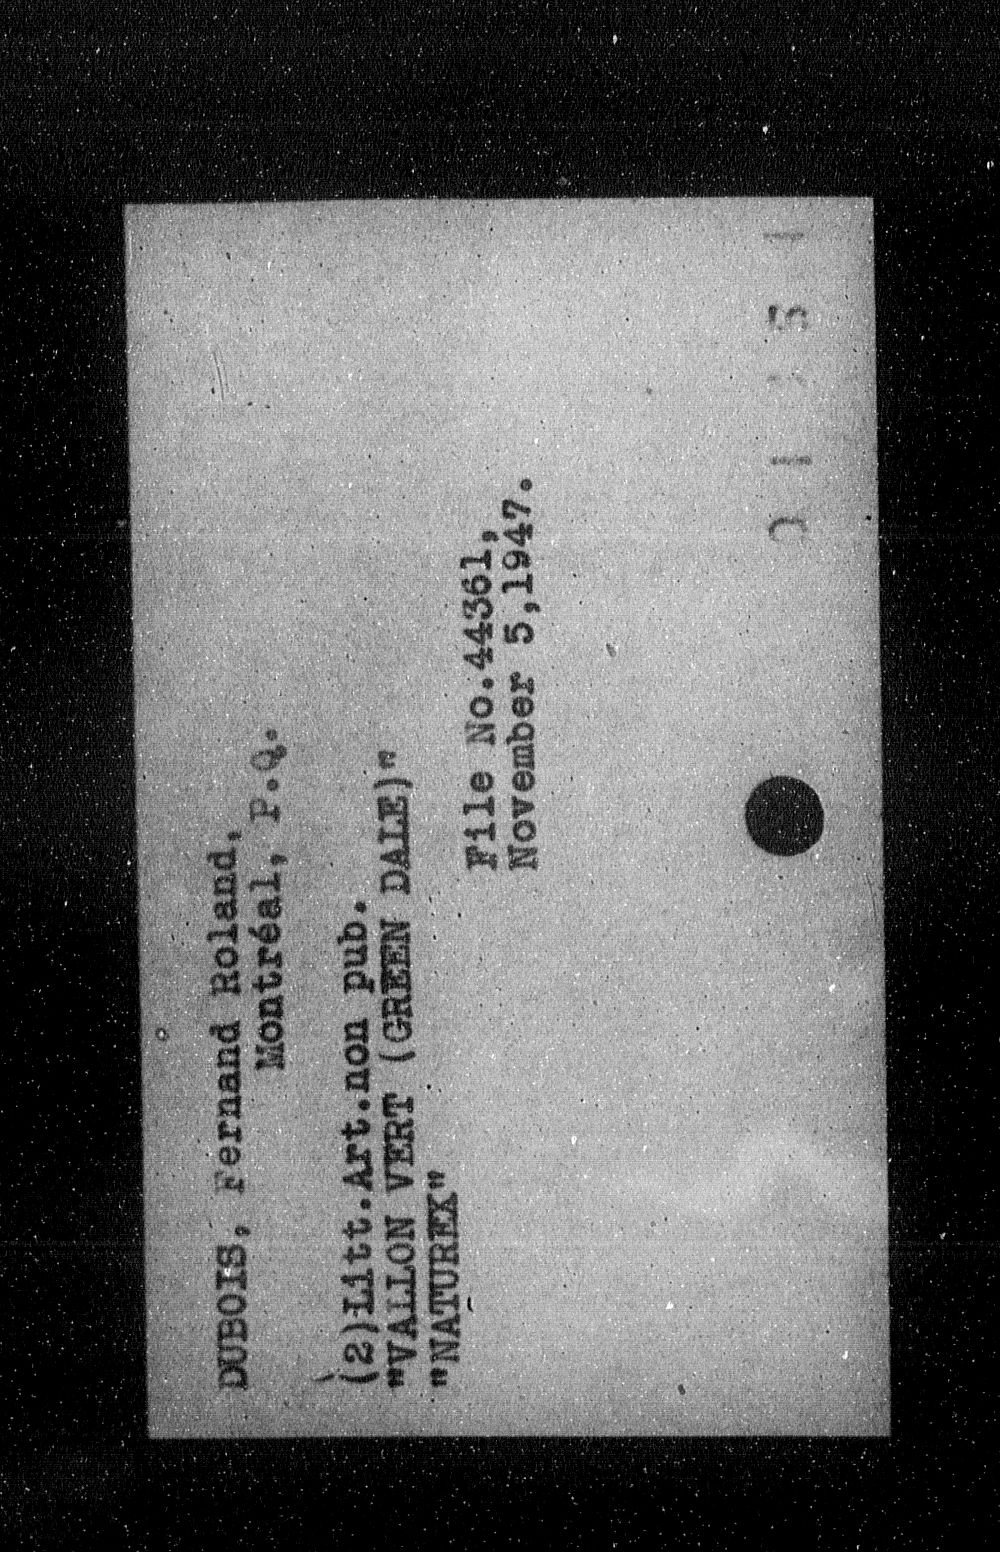 DUBOIS, Fernand Roland,
Montréal, P.Q.
(2)Litt.Art.non pub.
"VALLON VERT (GREEN DALE)"
"NATUREX"
File No.44361,
November 5,1947.